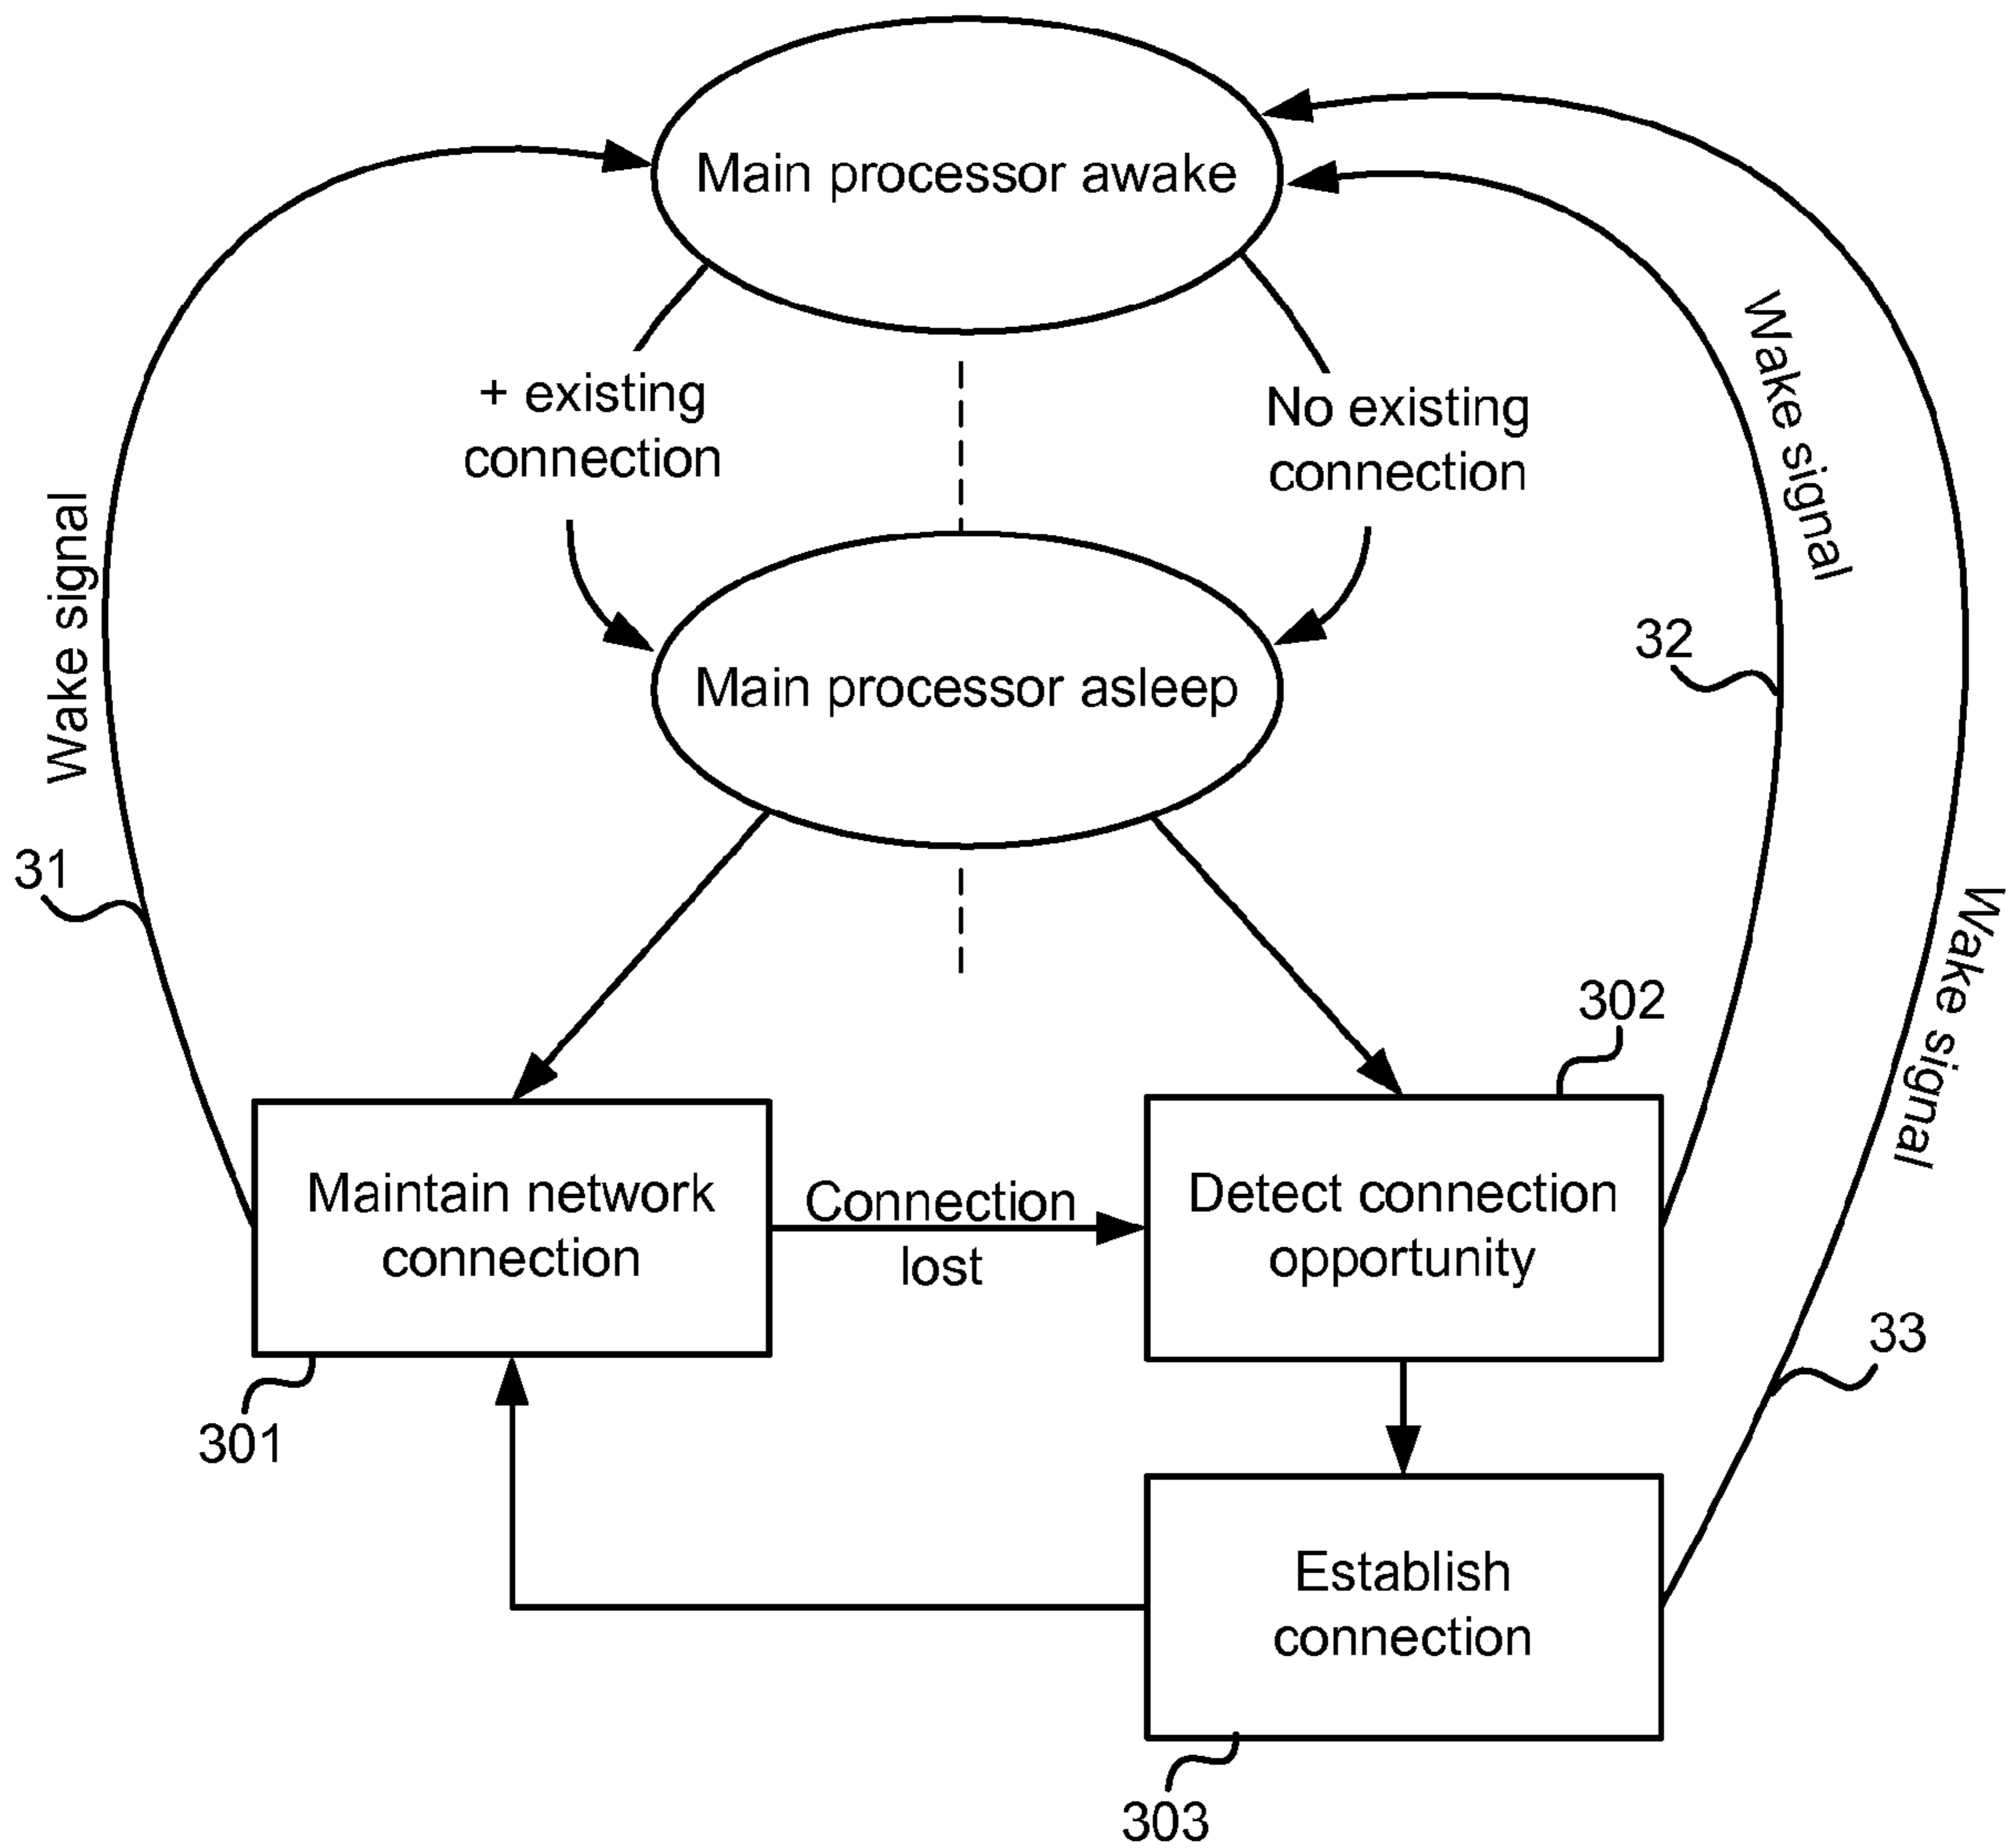 Main processor awake
+ existing
connection
No existing
connection
Wake signal
Wake signal
Wake signal
32
Main processor asleep
31
302
Maintain network
connection
Connection
lost
Detect connection
opportunity
33
301
Establish
connection
303